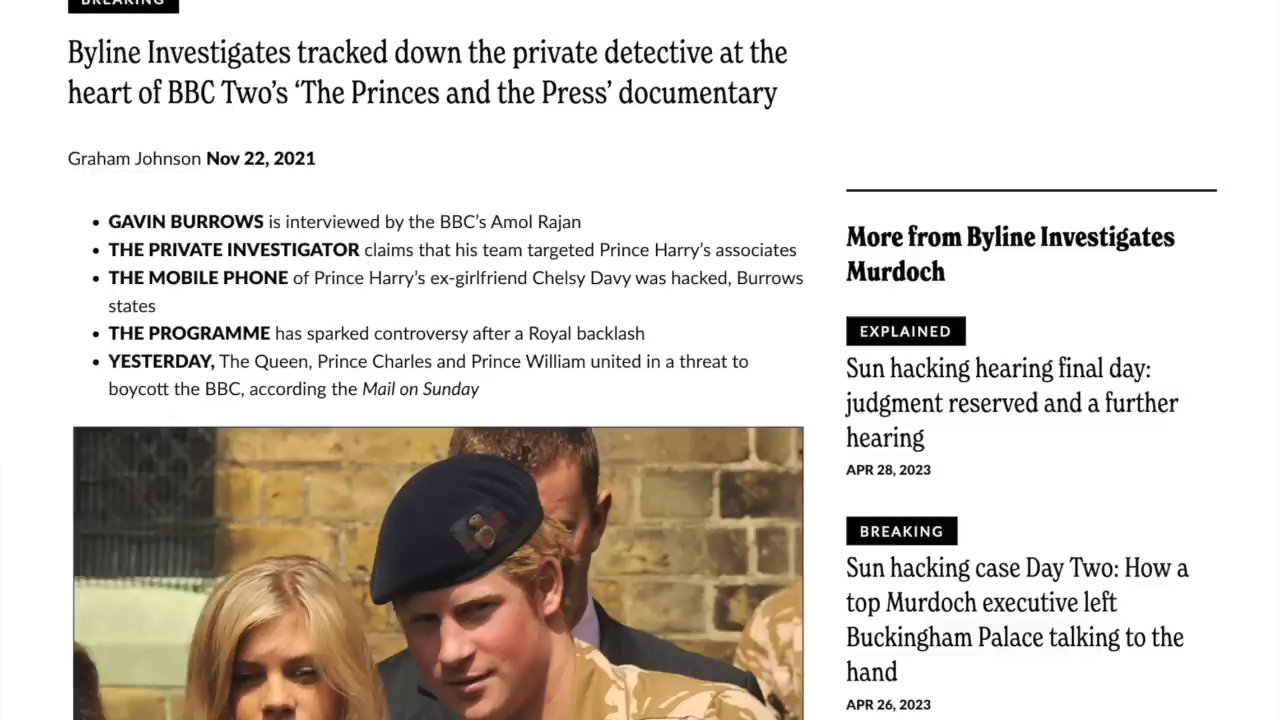 BREAKING
Byline Investigates tracked down the private detective at the
heart of BBC Two’s ‘The Princes and the Press’ documentary
Graham Johnson Nov 22, 2021
• GAVIN BURROWS is interviewed by the BBC’s Amol Rajan
• THE PRIVATE INVESTIGATOR claims that his team targeted Prince Harry’s associates
• THE MOBILE PHONE of Prince Harry’s ex-girlfriend Chelsy Davy was hacked, Burrows
states
• THE PROGRAMME has sparked controversy after a Royal backlash
• YESTERDAY, The Queen, Prince Charles and Prince William united in a threat to
boycott the BBC, according the Mail on Sunday
More from Byline Investigates
Murdoch
EXPLAINED
Sun hacking hearing final day:
judgment reserved and a further
hearing
APR 28, 2023
BREAKING
Sun hacking case Day Two: How a
top Murdoch executive left
Buckingham Palace talking to the
hand
APR 26, 2023